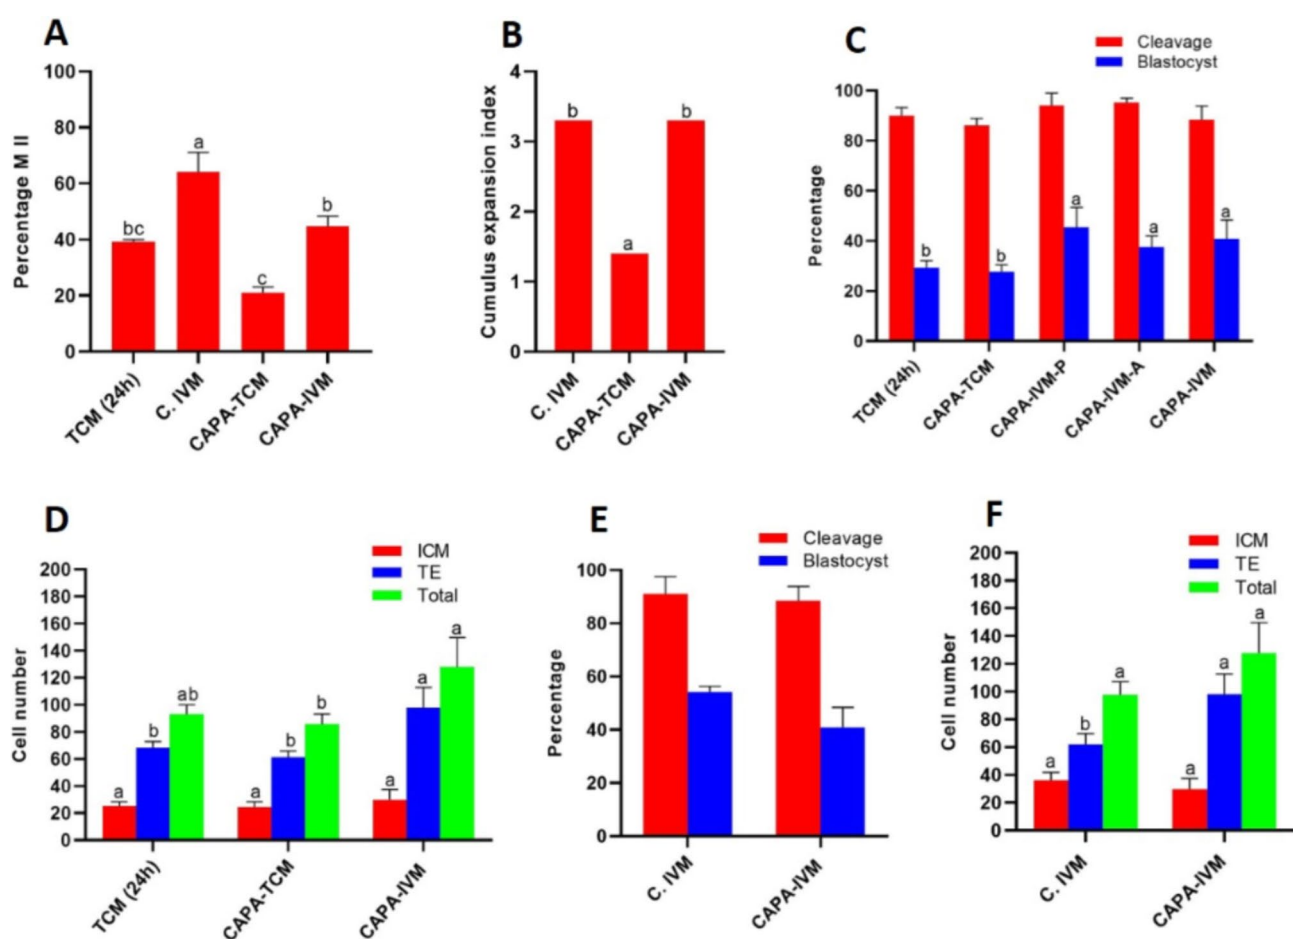 A
Percentage M II
100
80
60
40
20
0
bc
a
c
b
TCM (24h)
C. IVM
CAPA-TCM
CAPA-IVM
B
Cumulus expansion index
4
3
2
1
0
b
a
b
C. IVM
CAPA-TCM
CAPA-IVM
C
Cleavage
Blastocyst
Percentage
100
80
60
40
20
0
b
b
a
a
a
TCM (24h)
CAPA-TCM
CAPA-IVM-P
CAPA-IVM-A
CAPA-IVM
D
ICM
TE
Total
Cell number
200
180
160
140
120
100
80
60
40
20
0
a
b
ab
a
b
b
a
a
a
TCM (24h)
CAPA-TCM
CAPA-IVM
E
Cleavage
Blastocyst
Percentage
100
80
60
40
20
0
C. IVM
CAPA-IVM
F
ICM
TE
Total
Cell number
200
180
160
140
120
100
80
60
40
20
0
a
b
a
a
a
a
C. IVM
CAPA-IVM